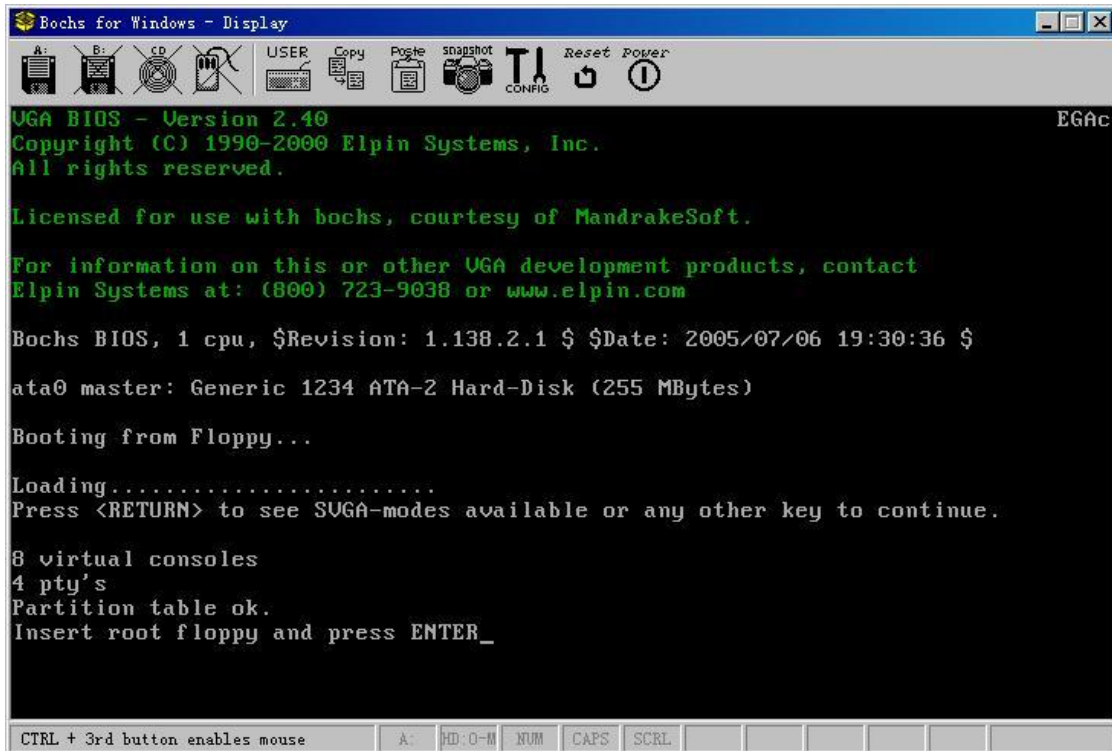 Bochs for Windows - Display
A: B: CD USER Copy Paste snapshot CONFIG Reset Power
VGA BIOS - Version 2.40 EGAc
Copyright (C) 1990-2000 Elpin Systems, Inc.
All rights reserved.
Licensed for use with bochs, courtesy of MandrakeSoft.
For information on this or other VGA development products, contact
Elpin Systems at: (800) 723-9038 or www.elpin.com
Bochs BIOS, 1 cpu, $Revision: 1.138.2.1 $ $Date: 2005/07/06 19:30:36 $
ata0 master: Generic 1234 ATA-2 Hard-Disk (255 MBytes)
Booting from Floppy...
Loading........................
Press <RETURN> to see SVGA-modes available or any other key to continue.
8 virtual consoles
4 pty's
Partition table ok.
Insert root floppy and press ENTER_
CTRL + 3rd button enables mouse A: HD:0-M NUM CAPS SCRL